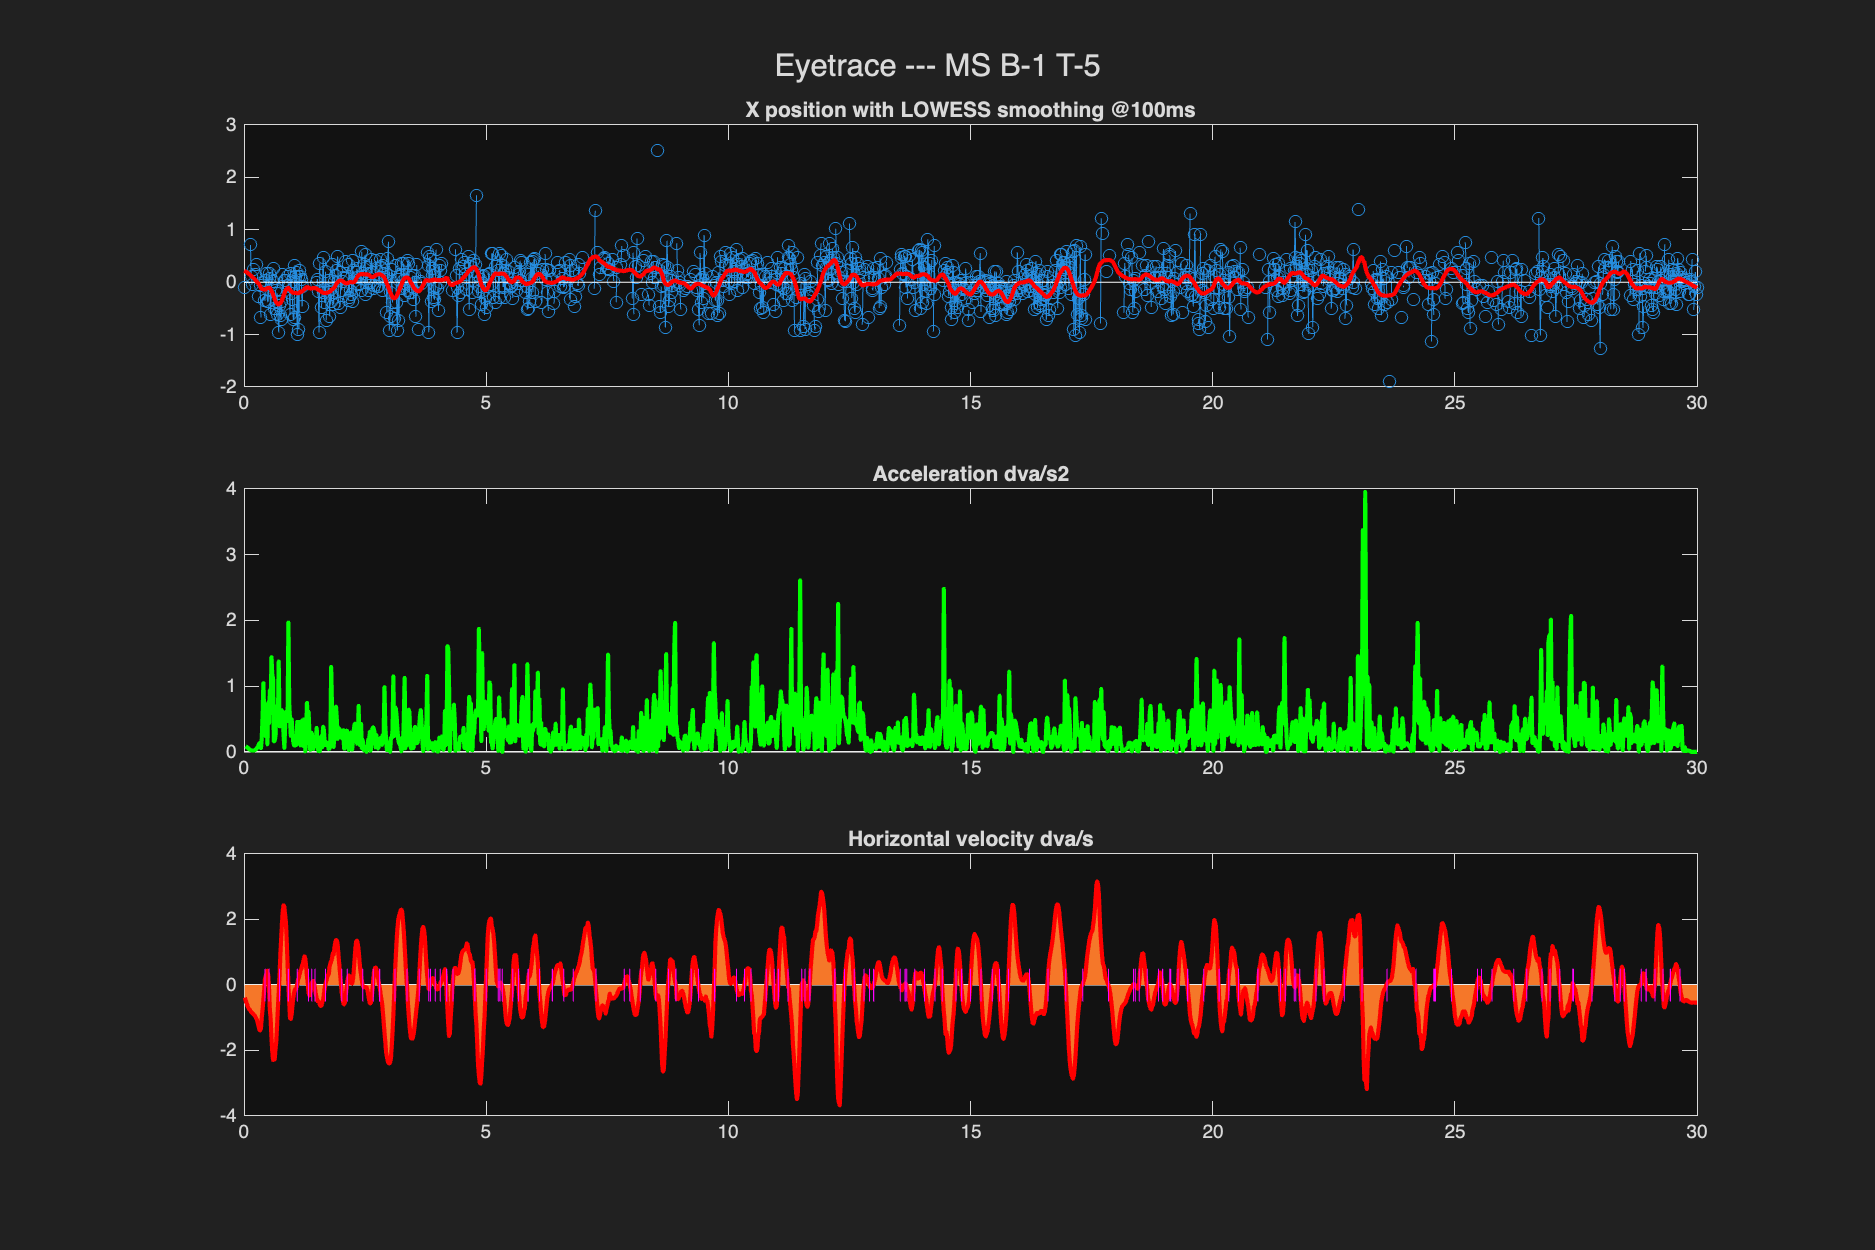 Eyetrace --- MS B-1 T-5
X position with LOWESS smoothing @100ms
3
2
1
0
-1
-2
0 5 10 15 20 25 30
Acceleration dva/s2
4
3
2
1
0
0 5 10 15 20 25 30
Horizontal velocity dva/s
4
2
0
-2
-4
0 5 10 15 20 25 30